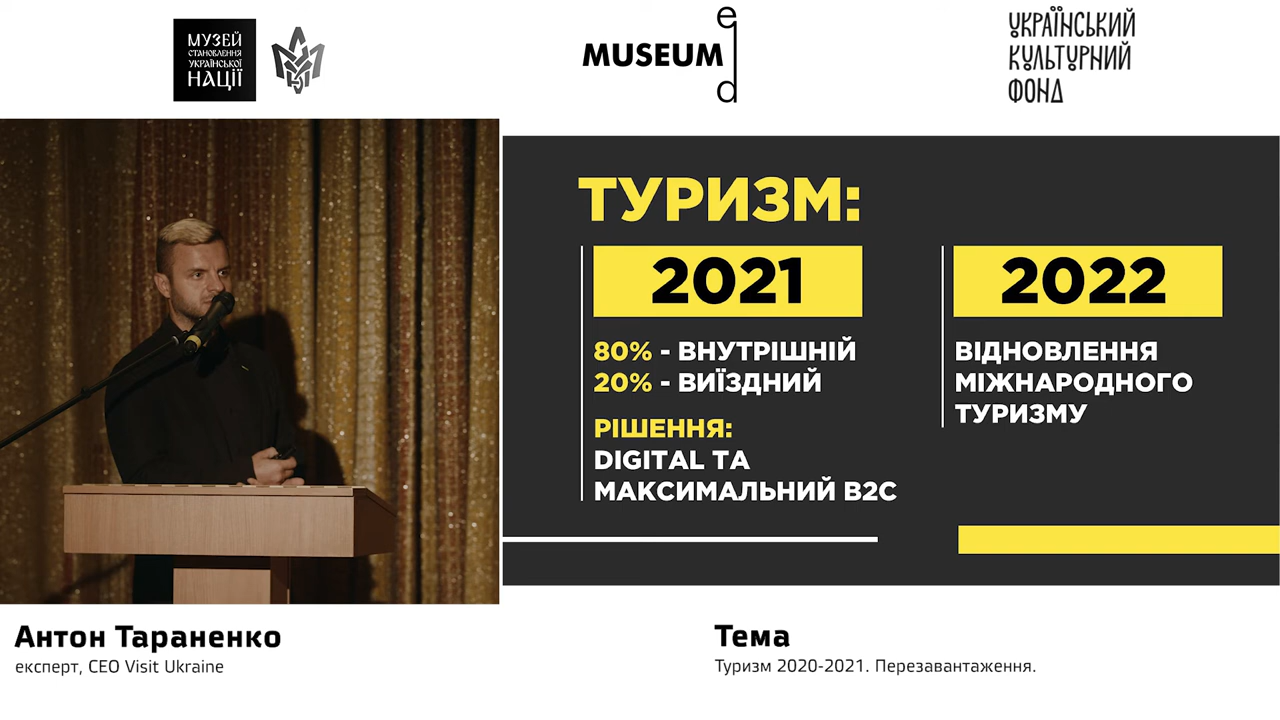 МУЗЕЙ
СТАНОВЛЕННЯ
УКРАЇНСЬКОЇ
НАЦІЇ
MUSEUM
ed
УКРАЇНСЬКИЙ
КУЛЬТУРНИЙ
ФОНД
ТУРИЗМ:
2021
80% - ВНУТРІШНІЙ
20% - ВИЇЗДНИЙ
РІШЕННЯ:
DIGITAL ТА
МАКСИМАЛЬНИЙ B2C
2022
ВІДНОВЛЕННЯ
МІЖНАРОДНОГО
ТУРИЗМУ
Антон Тараненко
експерт, CEO Visit Ukraine
Тема
Туризм 2020-2021. Перезавантаження.